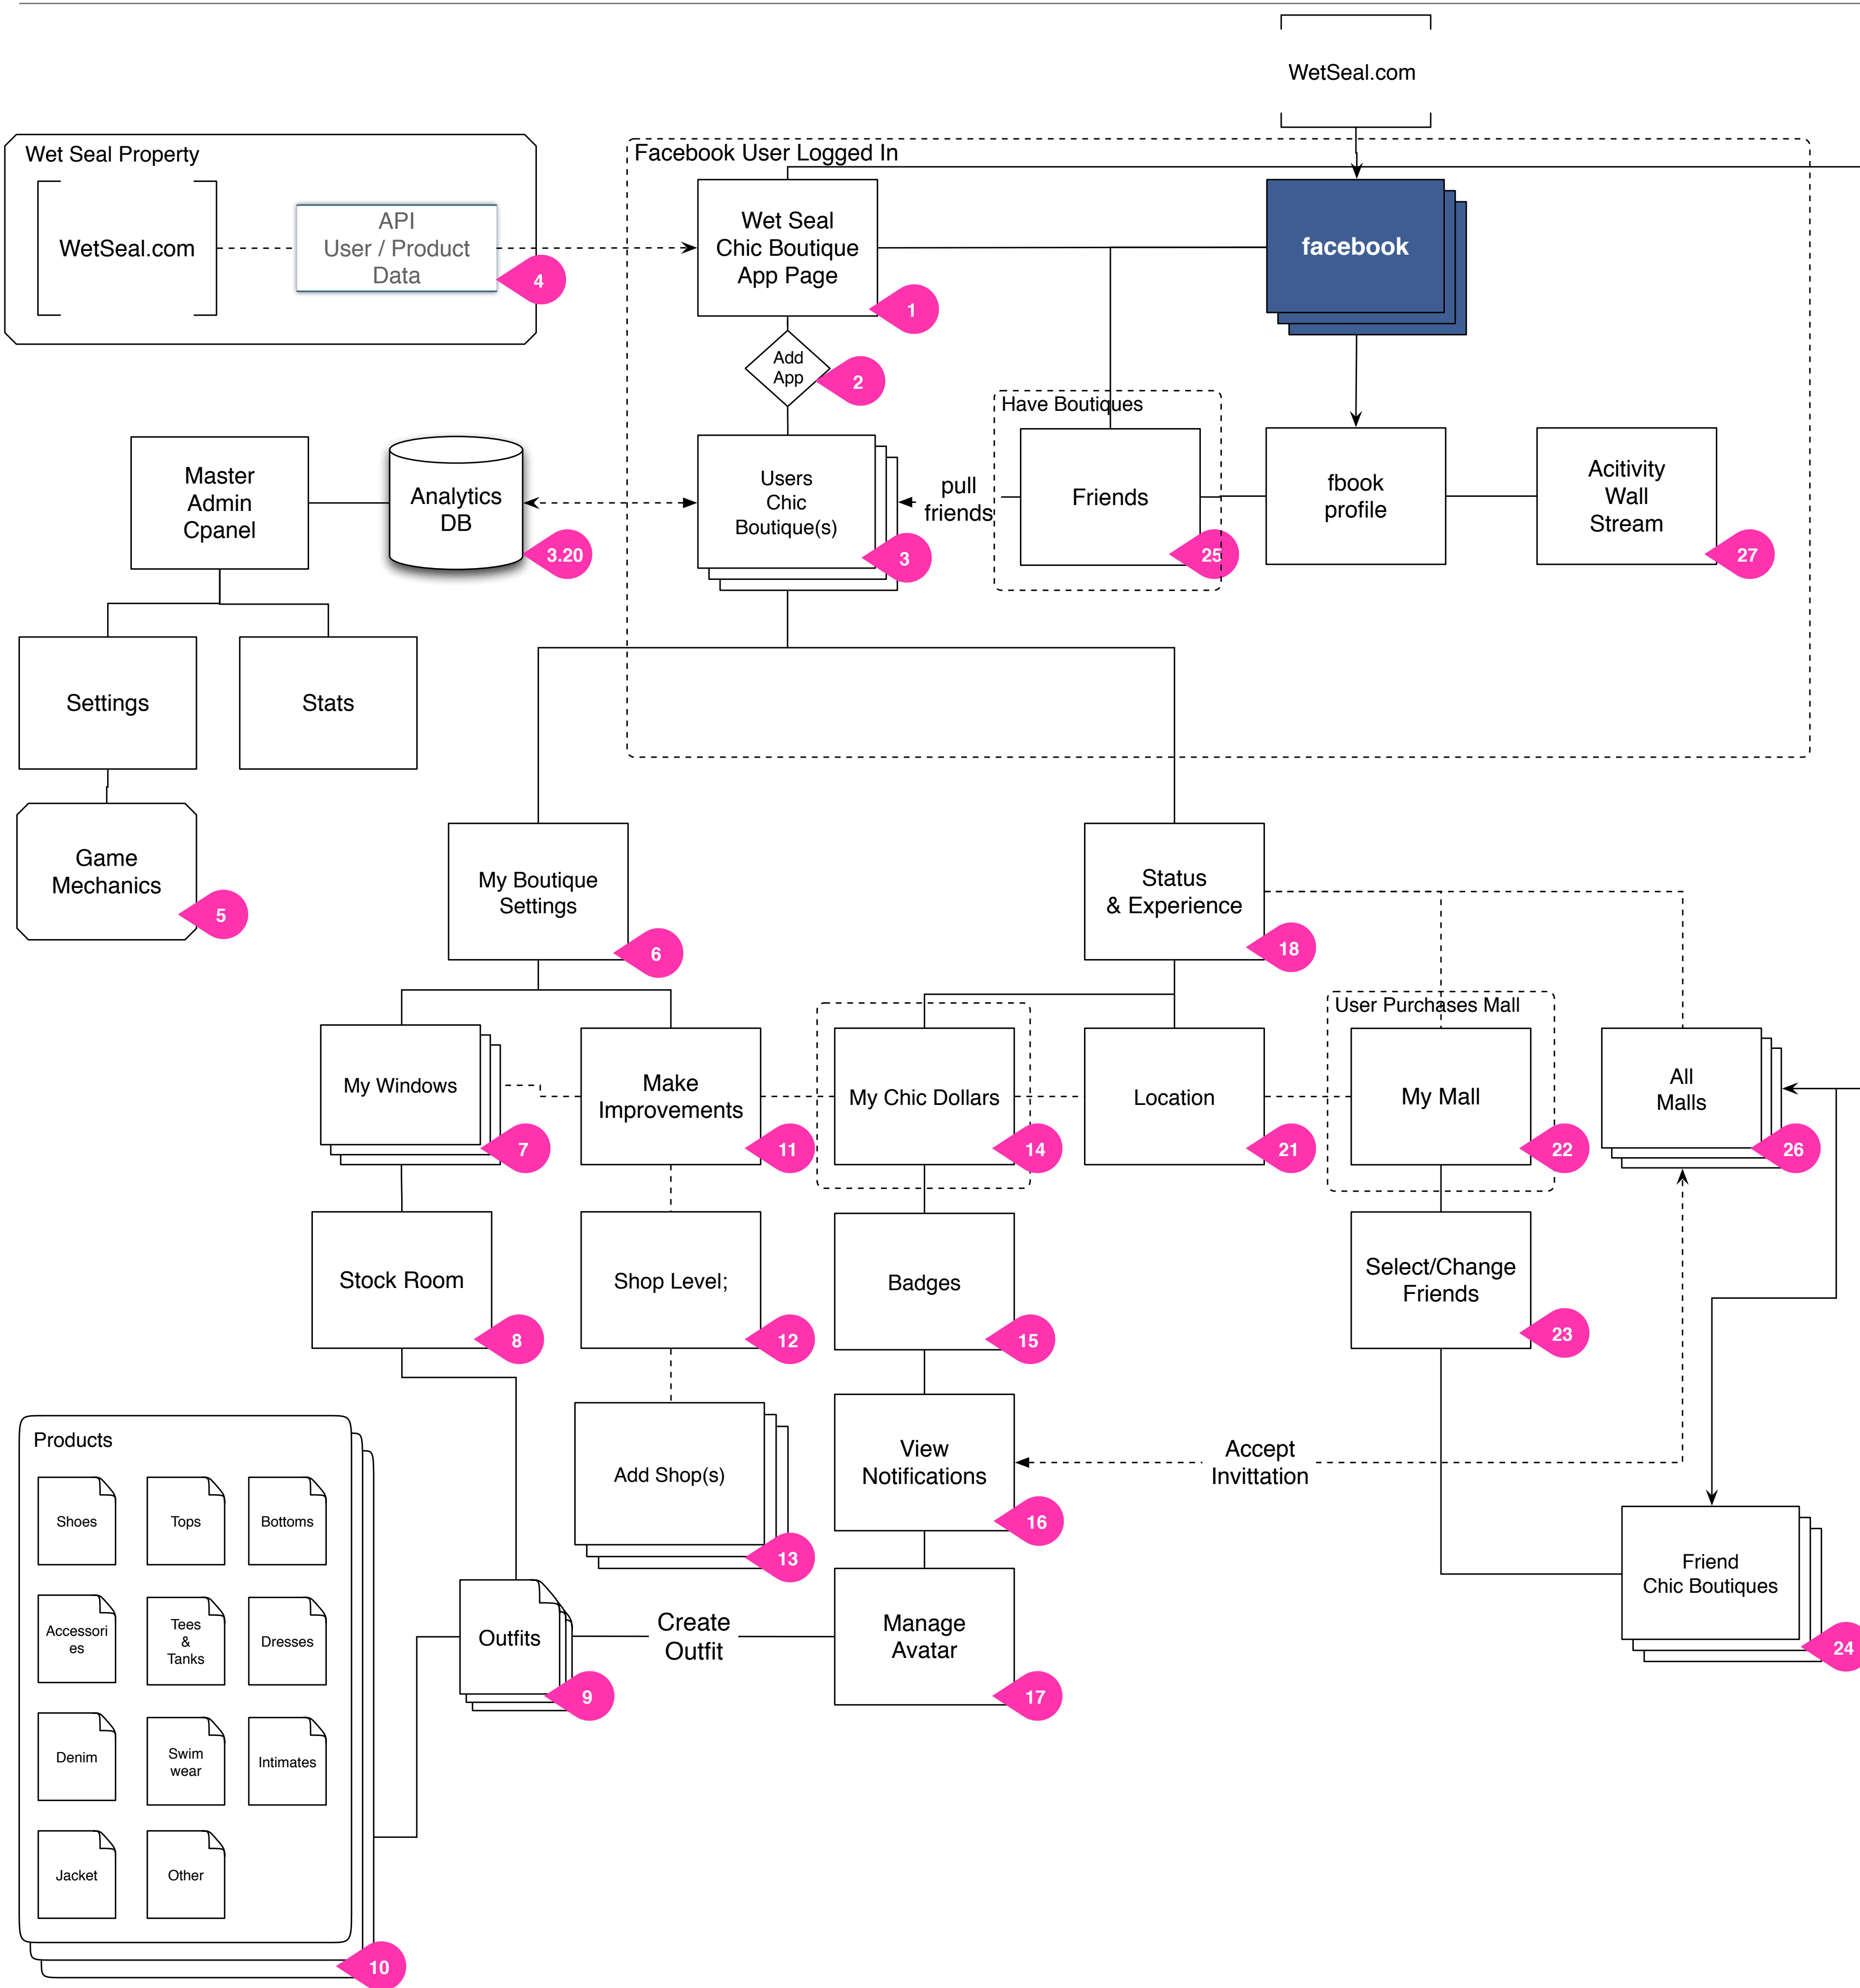 WetSeal.com
Wet Seal Property
WetSeal.com
API
User / Product
Data
4
Facebook User Logged In
Wet Seal
Chic Boutique
App Page
1
facebook
Add
App
2
Have Boutiques
Master
Admin
Cpanel
Analytics
DB
3.20
Users
Chic
Boutique(s)
3
pull
friends
Friends
25
fbook
profile
Acitivity
Wall
Stream
27
Settings
Stats
Game
Mechanics
5
My Boutique
Settings
6
Status
& Experience
18
User Purchases Mall
My Windows
7
Make
Improvements
11
My Chic Dollars
14
Location
21
My Mall
22
All
Malls
26
Stock Room
8
Shop Level;
12
Badges
15
Select/Change
Friends
23
Add Shop(s)
13
View
Notifications
16
Accept
Invittation
Friend
Chic Boutiques
24
Outfits
9
Create
Outfit
Manage
Avatar
17
Products
Shoes
Tops
Bottoms
Accessori
es
Tees
&
Tanks
Dresses
Denim
Swim
wear
Intimates
Jacket
Other
10